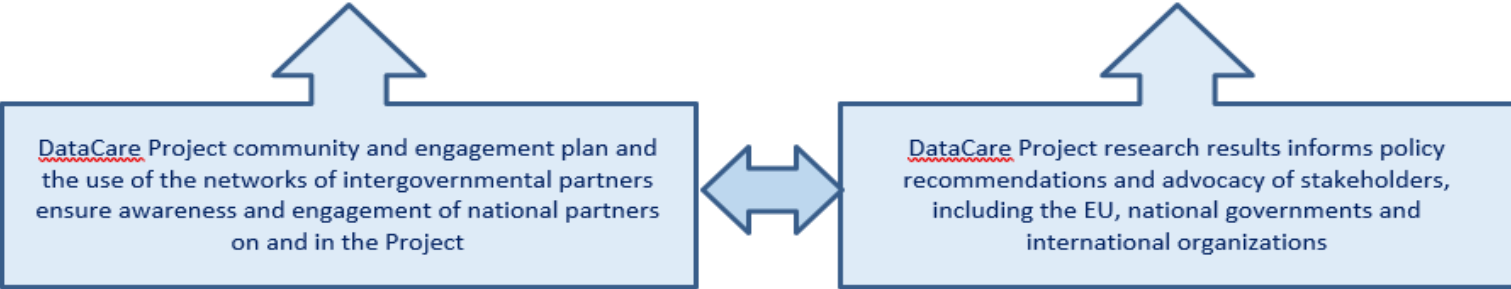 DataCare Project community and engagement plan and
the use of the networks of intergovernmental partners
ensure awareness and engagement of national partners
on and in the Project
DataCare Project research results informs policy
recommendations and advocacy of stakeholders,
including the EU, national governments and
international organizations